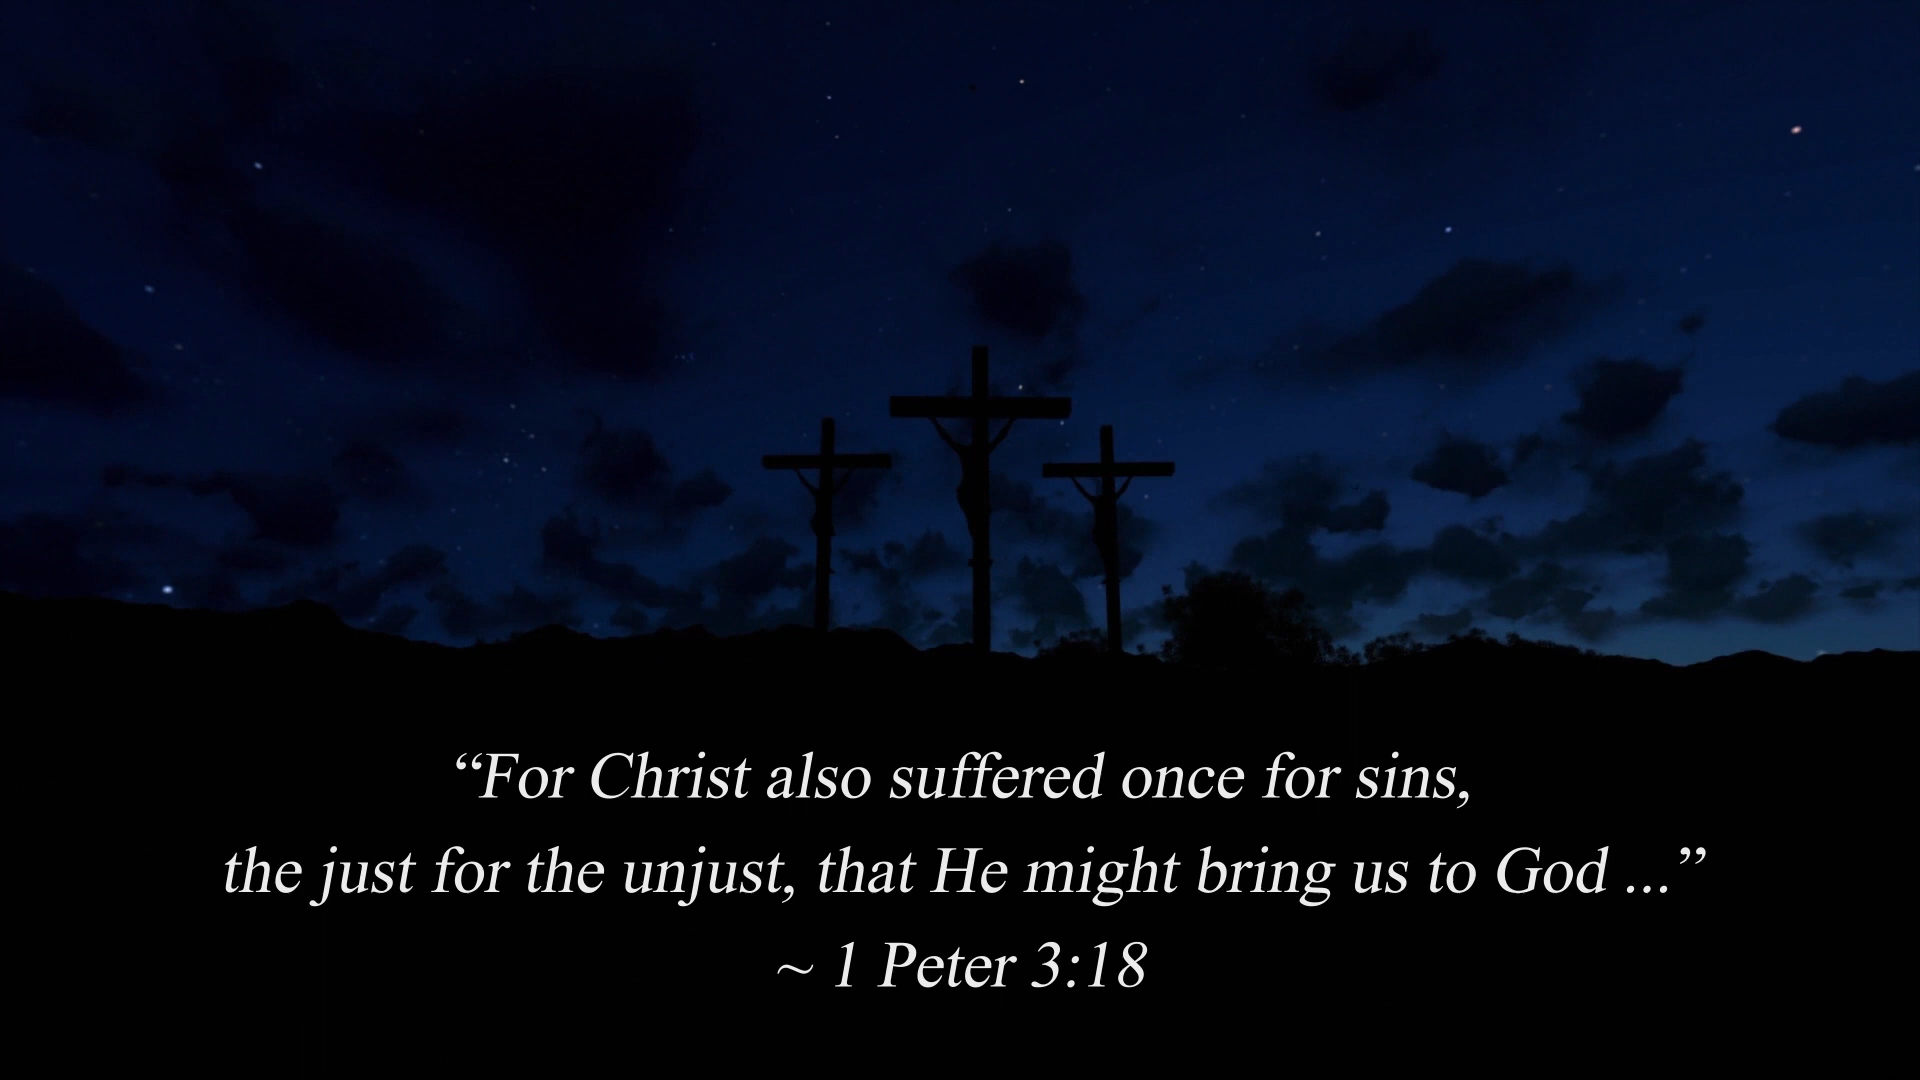 “For Christ also suffered once for sins,
the just for the unjust, that He might bring us to God ...”
~ 1 Peter 3:18